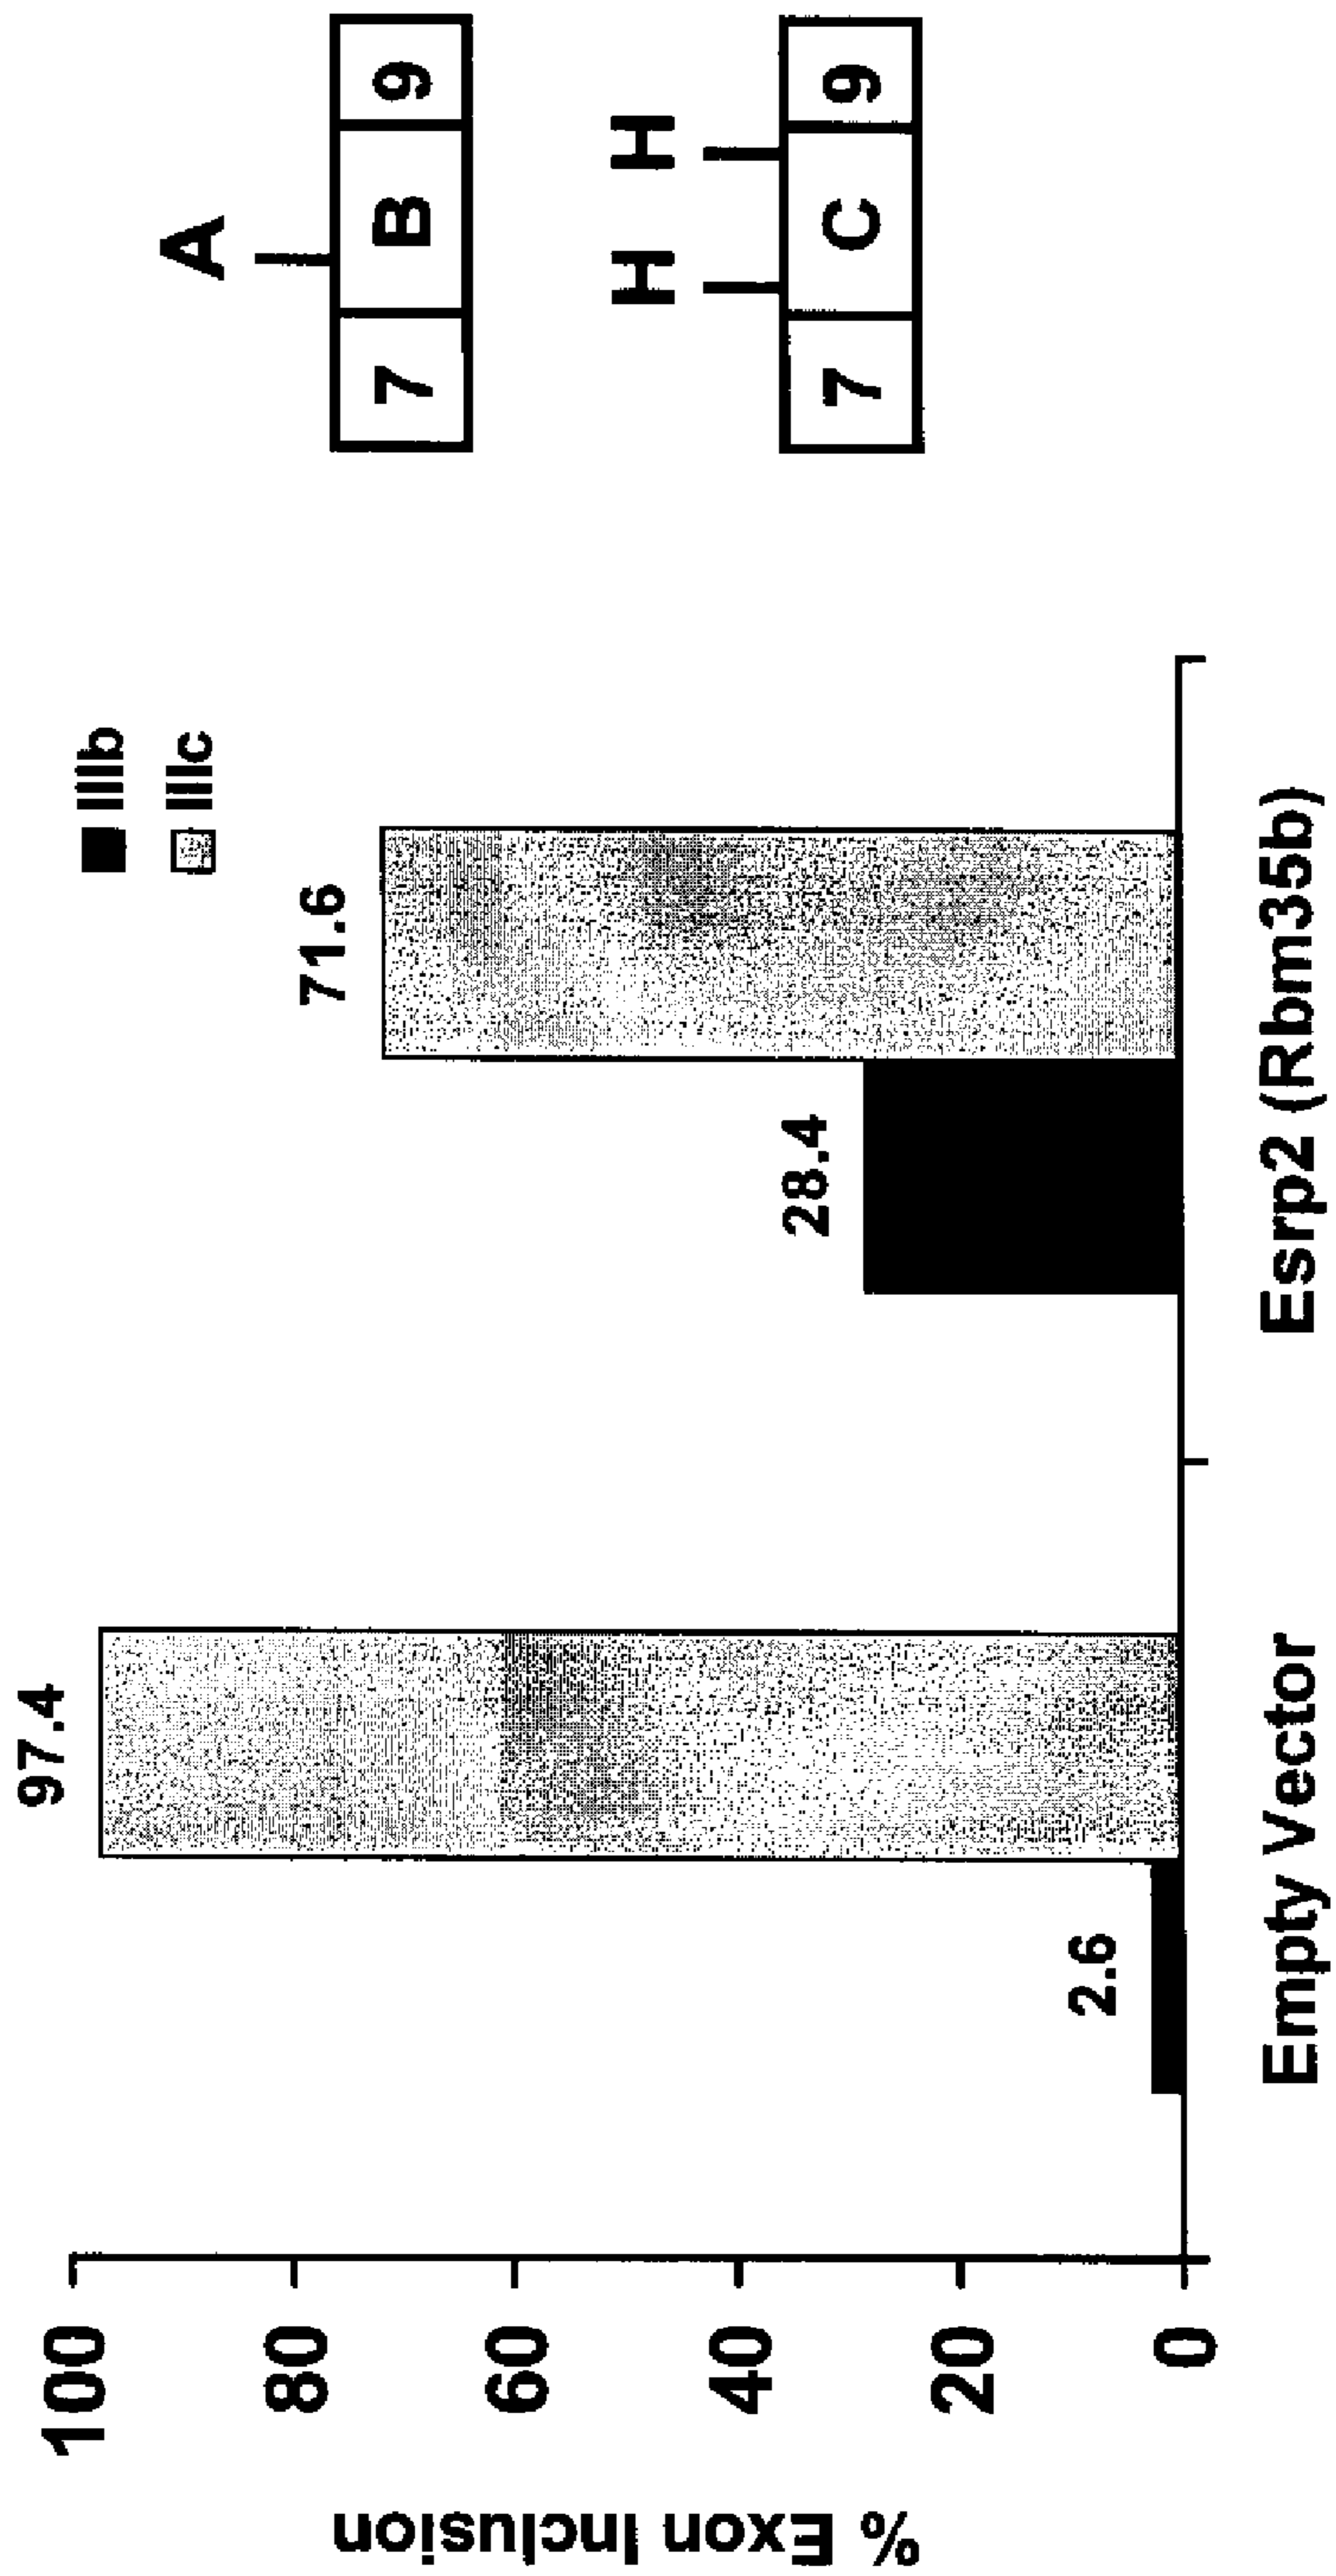 % Exon Inclusion
100
80
60
40
20
0
97.4
2.6
71.6
28.4
Empty Vector
Esrp2 (Rbm35b)
IIIb
IIIc
A
7 B 9
H H
7 C 9